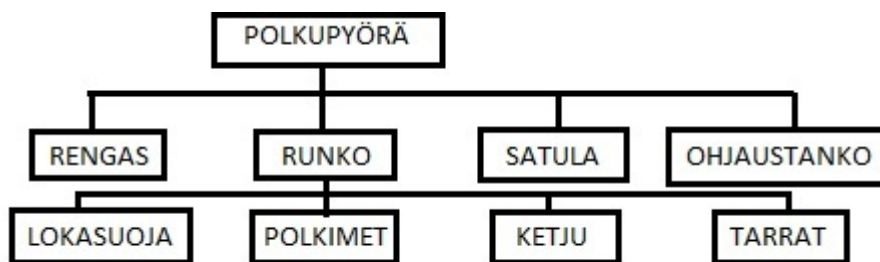 POLKUPYÖRÄ
RENGAS RUNKO SATULA OHJAUSTANKO
LOKASUOJA POLKIMET KETJU TARRAT